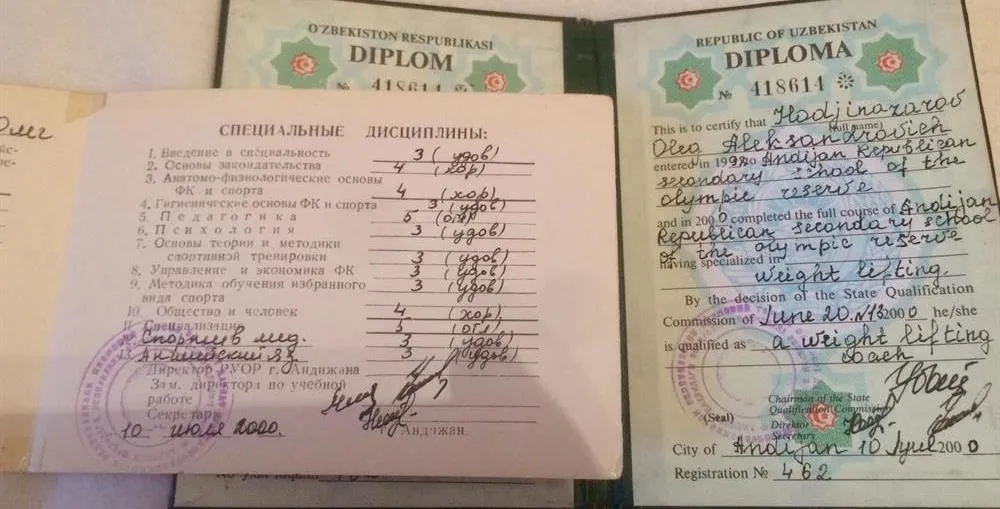 Олег
O'ZBEKISTON RESPUBLIKASI
DIPLOM
№ 418614
СПЕЦИАЛЬНЫЕ ДИСЦИПЛИНЫ:
1. Введение в специальность 3 (удов)
2. Основы законодательства 4 (хор)
3. Анатомо-физиологические основы
ФК и спорта 4 (хор)
4. Гигиенические основы ФК и спорта 3 (удов)
5. Педагогика 5 (отл)
6. Психология 3 (удов)
7. Основы теории и методики
спортивной тренировки 3 (удов)
8. Управление и экономика ФК 3 (удов)
9. Методика обучения избранного
вида спорта 3 (удов)
10. Общество и человек 4 (хор)
11. Специализация 5 (отл)
Спортив мед. 3 (удов)
13. Английский яз. 3 (удов)
Директор РУОР г. Андижана
Зам. директора по учебной
работе
Секретарь
10 июля 2000.
г. Андижан.
REPUBLIC OF UZBEKISTAN
DIPLOMA
№ 418614
This is to certify that Hodjinazarov
(full name)
Oleg Aleksandrovich
entered in 199 to Andijan Republican
secondary school of the
olympic reserve
and in 2000 completed the full course of Andijan
Republican secondary school
of the olympic reserve
having specialized in
weight lifting.
By the decision of the State Qualification
Commission of June 20. N13 2000 he/she
is qualified as a weight lifting
coach
Chairman of the State
Qualification Commission
(Seal)
Direktor
Secretary
City of Andijan 10 2000
Registration № 462